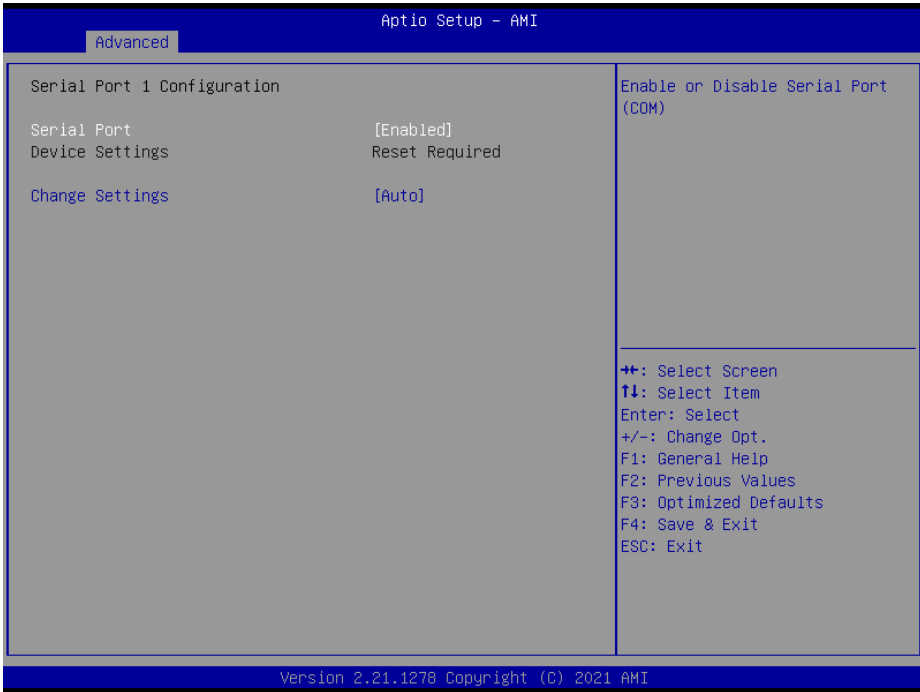 Aptio Setup – AMI
Advanced
Serial Port 1 Configuration
Serial Port [Enabled]
Device Settings Reset Required
Change Settings [Auto]
Enable or Disable Serial Port
(COM)
→←: Select Screen
↑↓: Select Item
Enter: Select
+/-: Change Opt.
F1: General Help
F2: Previous Values
F3: Optimized Defaults
F4: Save & Exit
ESC: Exit
Version 2.21.1278 Copyright (C) 2021 AMI